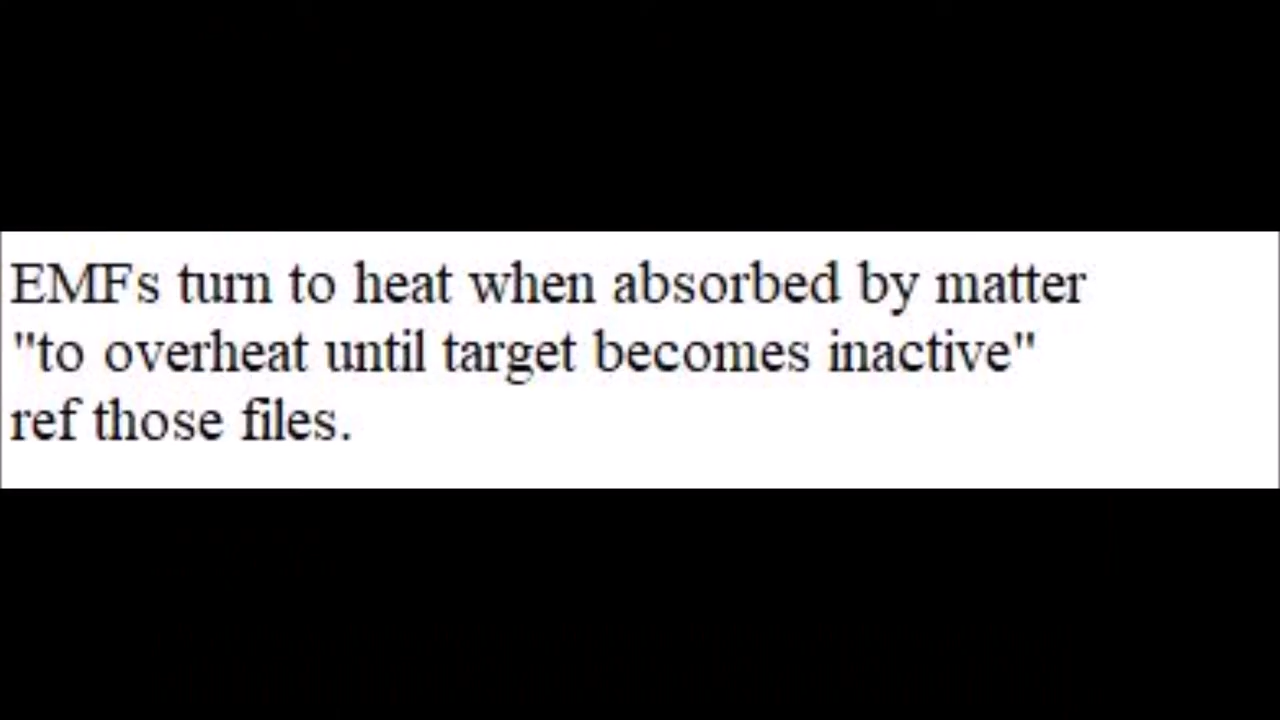 EMFs turn to heat when absorbed by matter
"to overheat until target becomes inactive"
ref those files.